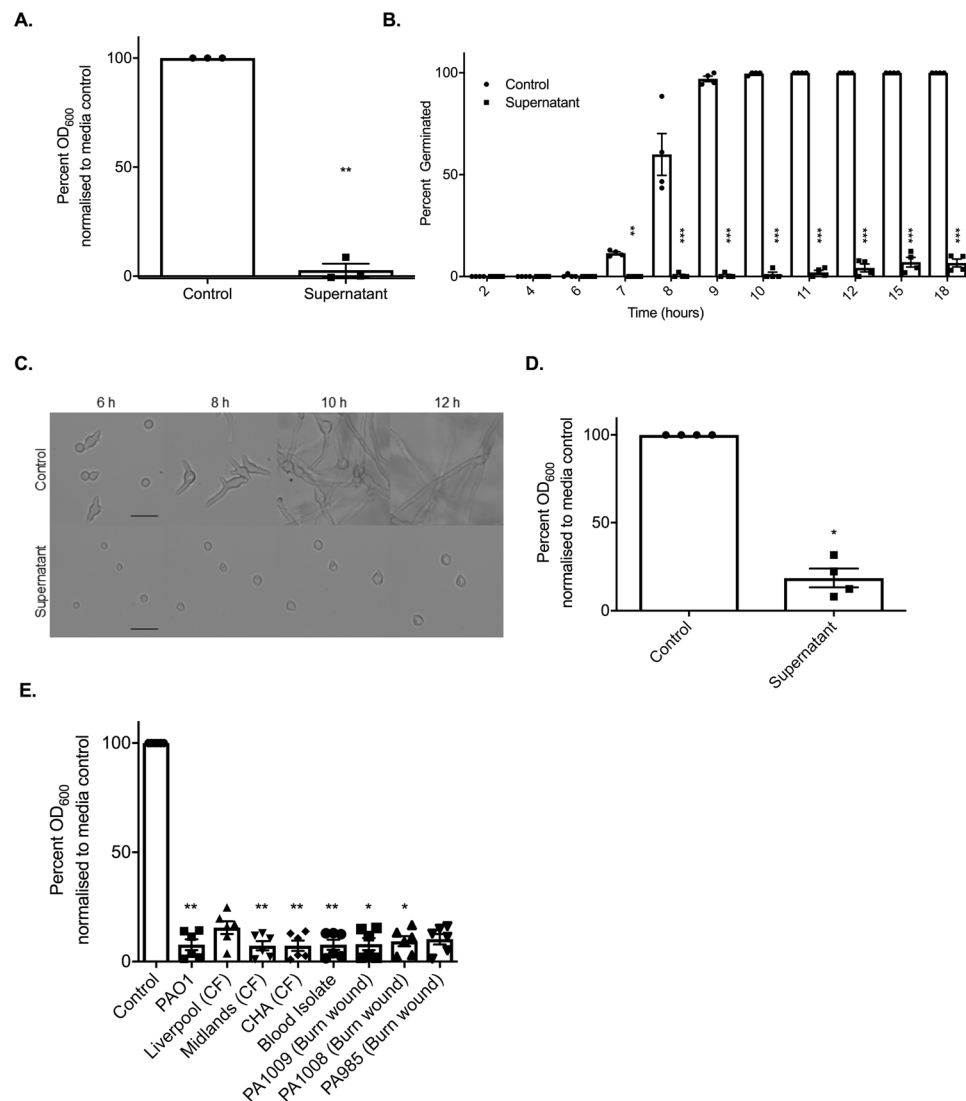 A.
Percent OD600
normalised to media control
100
50
0
**
Control
Supernatant
B.
Percent Germinated
100
50
0
Control
Supernatant
**
***
***
***
***
***
***
***
2
4
6
7
8
9
10
11
12
15
18
Time (hours)
C.
6 h
8 h
10 h
12 h
Control
Supernatant
D.
Percent OD600
normalised to media control
100
50
0
*
Control
Supernatant
E.
Percent OD600
normalised to media control
100
50
0
**
**
**
**
*
*
Control
PAO1
Liverpool (CF)
Midlands (CF)
CHA (CF)
Blood Isolate
PA1009 (Burn wound)
PA1008 (Burn wound)
PA985 (Burn wound)